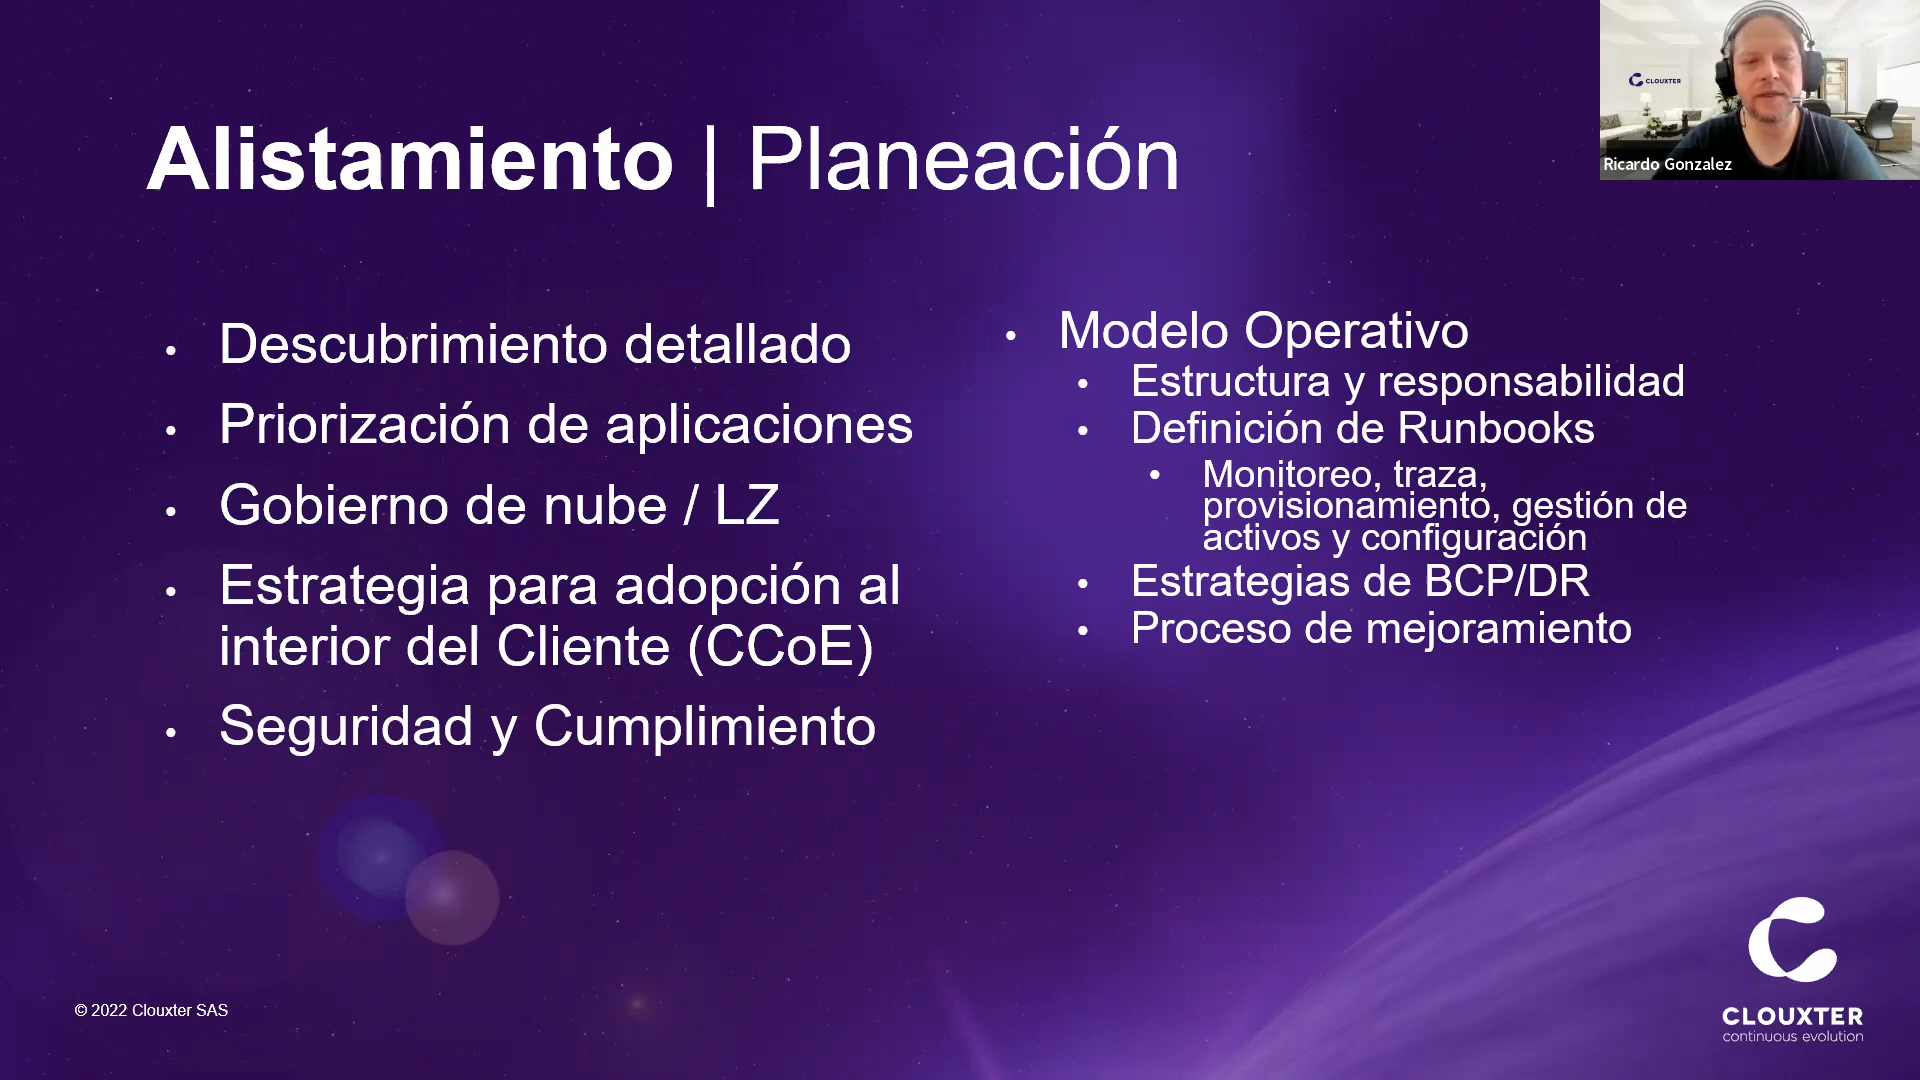 Alistamiento | Planeación
• Descubrimiento detallado
• Priorización de aplicaciones
• Gobierno de nube / LZ
• Estrategia para adopción al
interior del Cliente (CCoE)
• Seguridad y Cumplimiento
• Modelo Operativo
• Estructura y responsabilidad
• Definición de Runbooks
• Monitoreo, traza,
provisionamiento, gestión de
activos y configuración
• Estrategias de BCP/DR
• Proceso de mejoramiento
CLOUXTER
Ricardo Gonzalez
© 2022 Clouxter SAS
CLOUXTER
continuous evolution